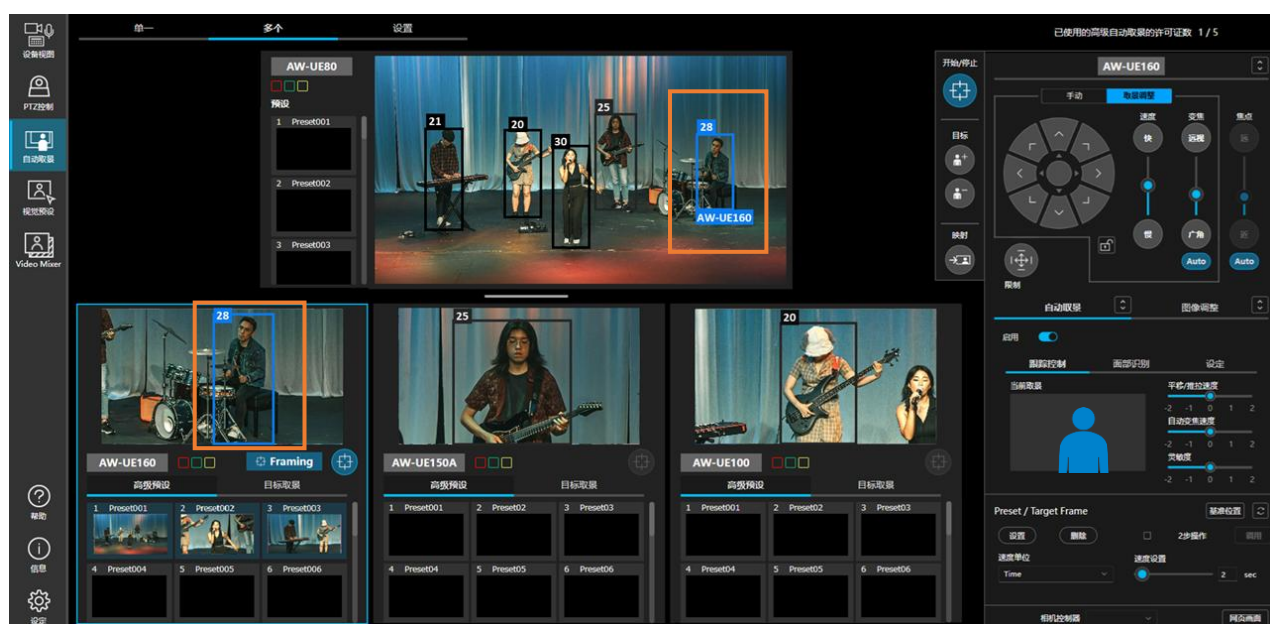 单一
多个
设置
已使用的高级自动取景的许可证数 1 / 5
设备视图
PTZ控制
自动取景
视觉预设
Video Mixer
帮助
信息
设定
AW-UE80
预设
1 Preset001
2 Preset002
3 Preset003
21
20
30
25
28
AW-UE160
开始/停止
目标
映射
28
AW-UE160
Framing
高级预设
目标取景
1 Preset001
2 Preset002
3 Preset003
4 Preset004
5 Preset005
6 Preset006
25
AW-UE150A
高级预设
目标取景
1 Preset001
2 Preset02
3 Preset03
4 Preset04
5 Preset05
6 Preset06
20
AW-UE100
高级预设
目标取景
1 Preset001
2 Preset02
3 Preset03
4 Preset04
5 Preset05
6 Preset06
AW-UE160
手动
取景调整
速度
变焦
焦点
快
远视
远
慢
广角
近
Auto
Auto
限制
自动取景
图像调整
启用
跟踪控制
面部识别
设定
当前取景
平移/推拉速度
-2 -1 0 1 2
自动变焦速度
-2 -1 0 1 2
灵敏度
-2 -1 0 1 2
Preset / Target Frame
基准位置
设置
删除
2步操作
调用
速度单位
速度设置
Time
2 sec
相机控制器
网页画面